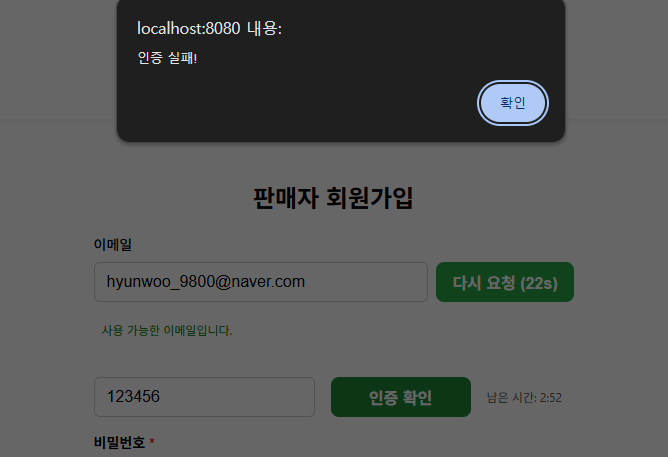 localhost:8080 내용:
인증 실패!
확인
판매자 회원가입
이메일
hyunwoo_9800@naver.com
다시 요청 (22s)
사용 가능한 이메일입니다.
123456
인증 확인
남은 시간: 2:52
비밀번호 *